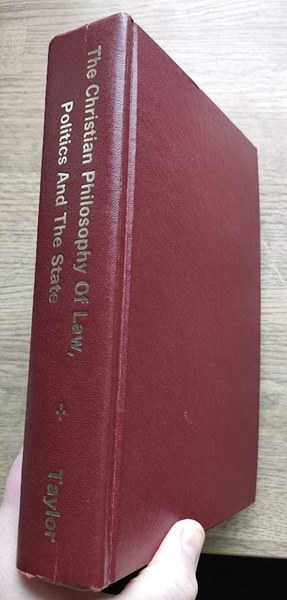 The Christian Philosophy Of Law,
Politics And The State
Taylor